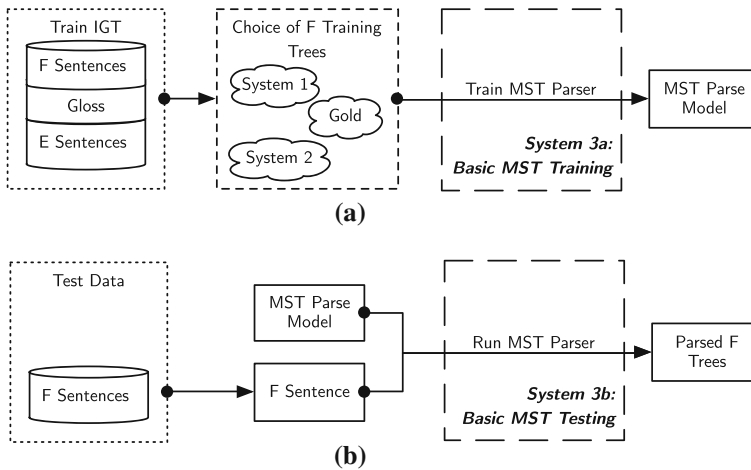 Train IGT
F Sentences
Gloss
E Sentences
Choice of F Training
Trees
System 1
Gold
System 2
Train MST Parser
System 3a:
Basic MST Training
MST Parse
Model
(a)
Test Data
F Sentences
MST Parse
Model
F Sentence
Run MST Parser
System 3b:
Basic MST Testing
Parsed F
Trees
(b)